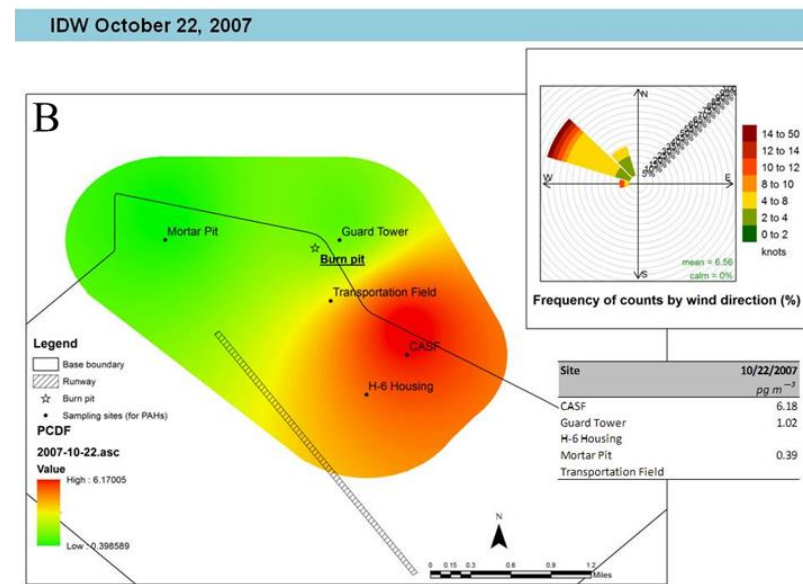 IDW October 22, 2007
B
Mortar Pit
Guard Tower
Burn pit
Transportation Field
CASF
H-6 Housing
Legend
Base boundary
Runway
Burn pit
Sampling sites (for PAHs)
PCDF
2007-10-22.asc
Value
High : 6.17005
Low : 0.398589
N
0 0.15 0.3 0.6 0.9 1.2
Miles
N
W
E
S
5%
14 to 50
12 to 14
10 to 12
8 to 10
4 to 8
2 to 4
0 to 2
knots
mean = 6.56
calm = 0%
Frequency of counts by wind direction (%)
Site 10/22/2007
pg m⁻³
CASF 6.18
Guard Tower 1.02
H-6 Housing
Mortar Pit 0.39
Transportation Field